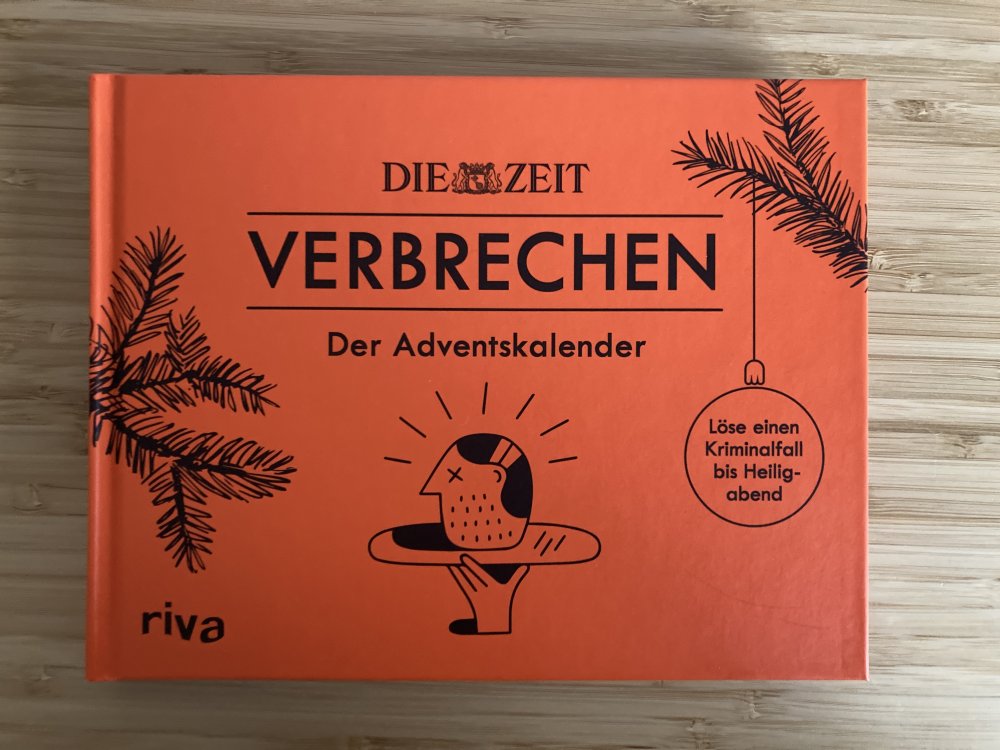 DIE ZEIT
VERBRECHEN
Der Adventskalender
Löse einen
Kriminalfall
bis Heilig-
abend
riva